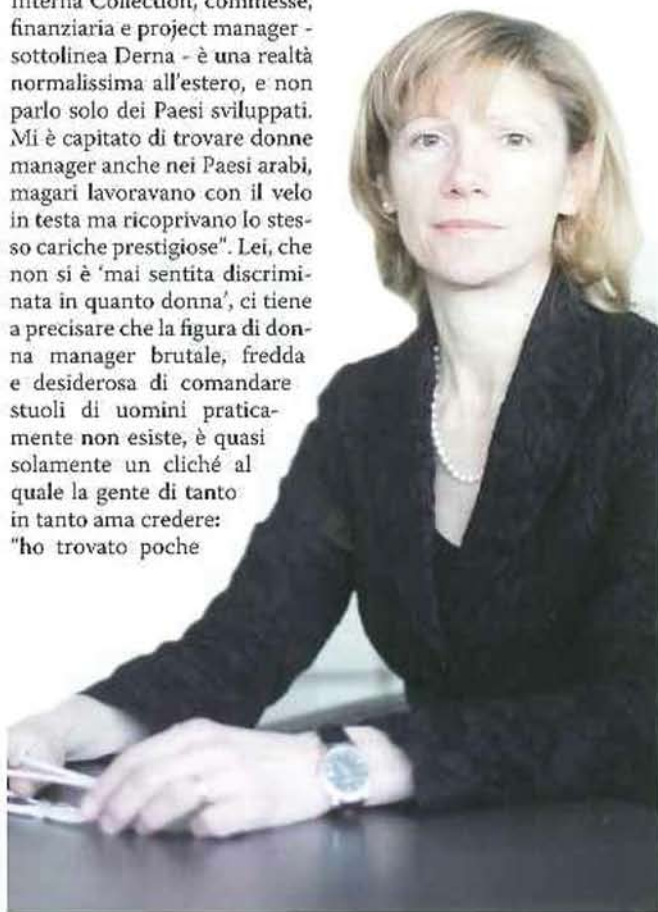 Interna Collection, commesse,
finanziaria e project manager -
sottolinea Derna - è una realtà
normalissima all'estero, e non
parlo solo dei Paesi sviluppati.
Mi è capitato di trovare donne
manager anche nei Paesi arabi,
magari lavoravano con il velo
in testa ma ricoprivano lo stes-
so cariche prestigiose". Lei, che
non si è 'mai sentita discrimi-
nata in quanto donna', ci tiene
a precisare che la figura di don-
na manager brutale, fredda
e desiderosa di comandare
stuoli di uomini pratica-
mente non esiste, è quasi
solamente un cliché al
quale la gente di tanto
in tanto ama credere:
"ho trovato poche